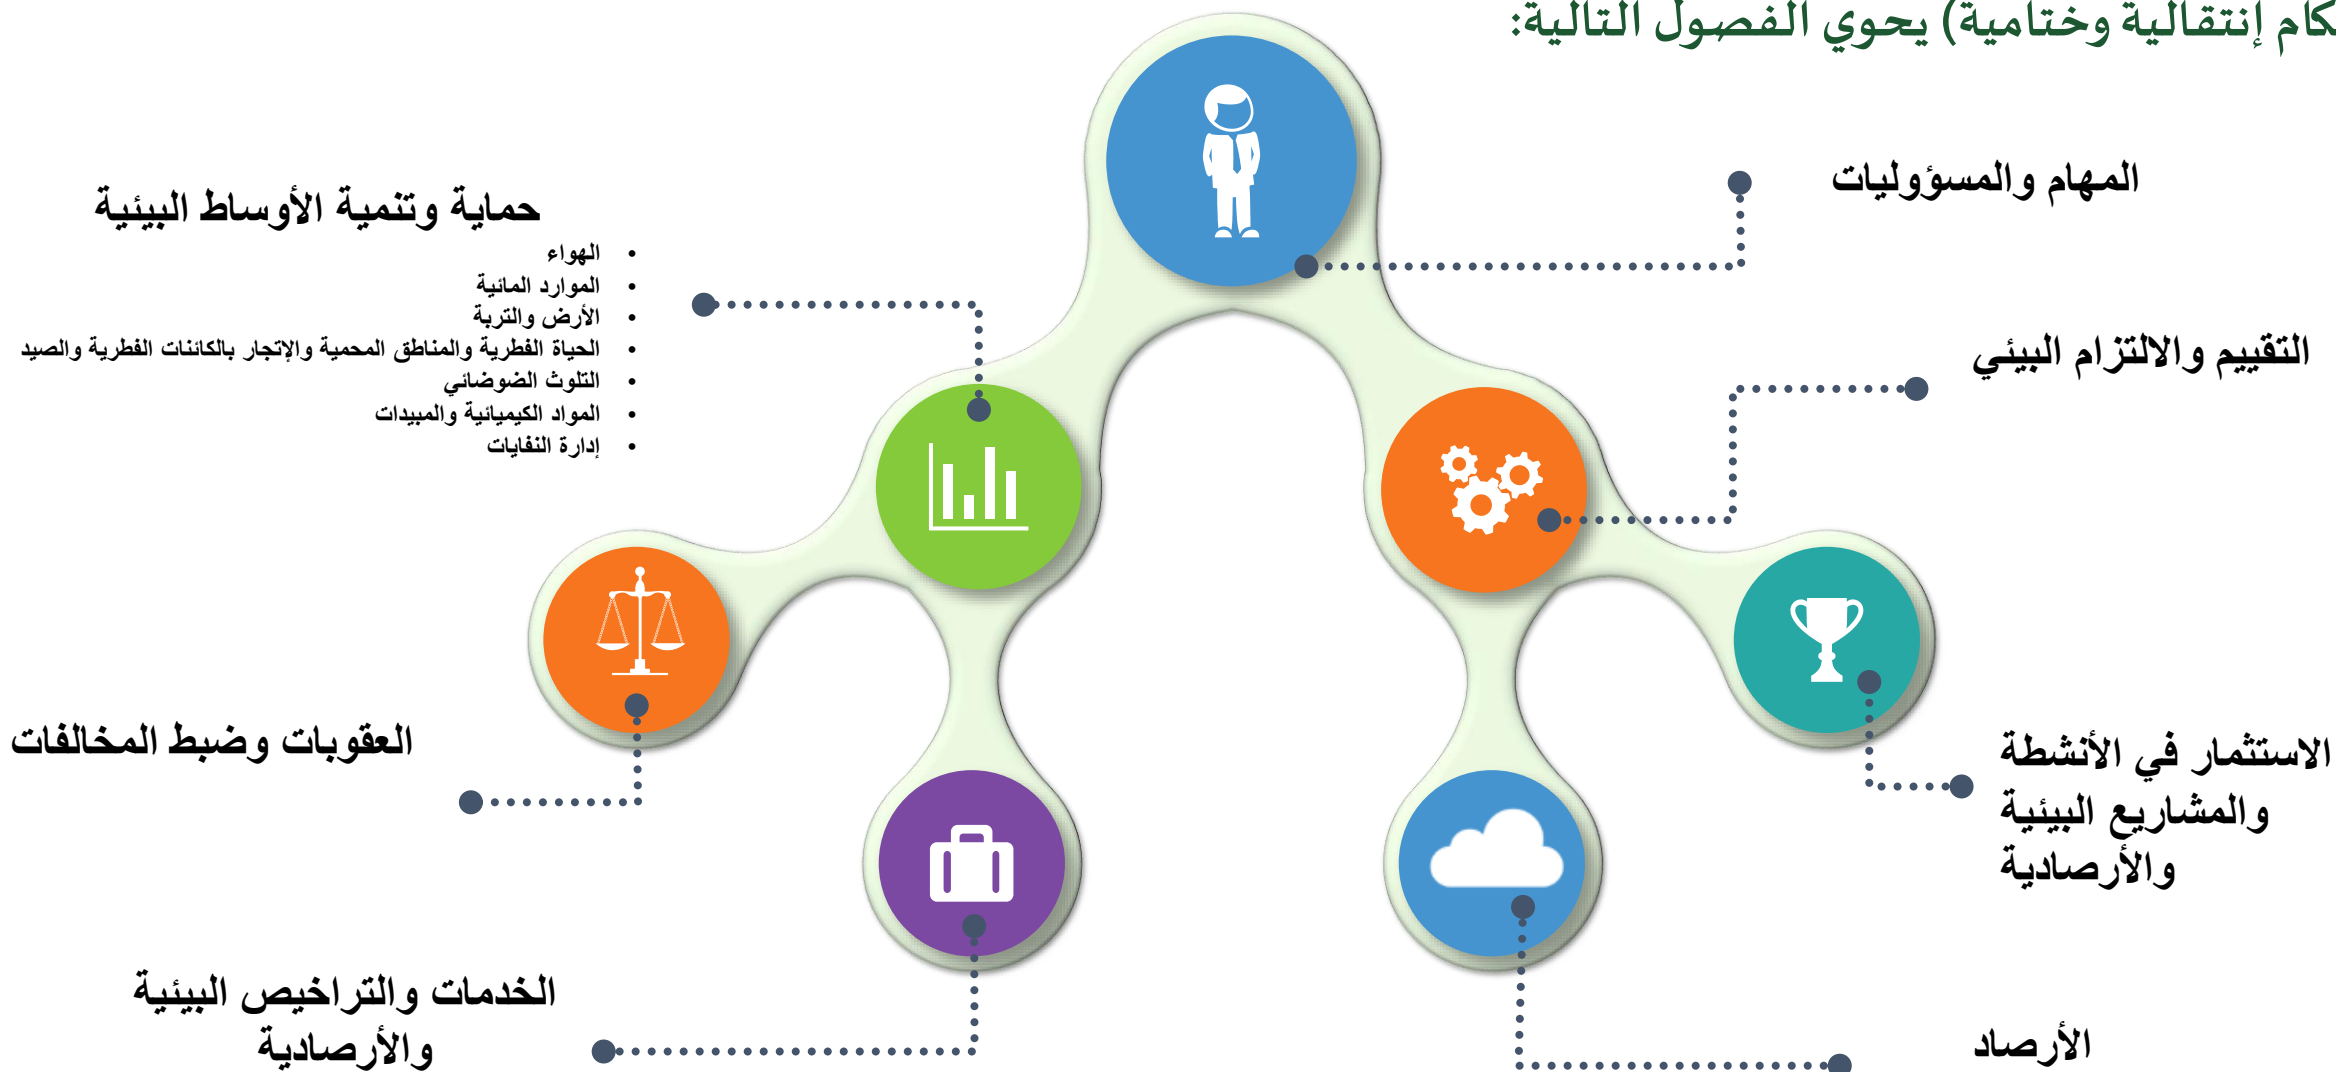 إنتقالية وختامية) يحوي الفصول التالية:
المهام والمسؤوليات
التقييم والالتزام البيئي
الاستثمار في الأنشطة
والمشاريع البيئية
والأرصادية
الأرصاد
حماية وتنمية الأوساط البيئية
• الهواء
• الموارد المائية
• الأرض والتربة
• الحياة الفطرية والمناطق المحمية والإتجار بالكائنات الفطرية والصيد
• التلوث الضوضائي
• المواد الكيميائية والمبيدات
• إدارة النفايات
العقوبات وضبط المخالفات
الخدمات والتراخيص البيئية
والأرصادية